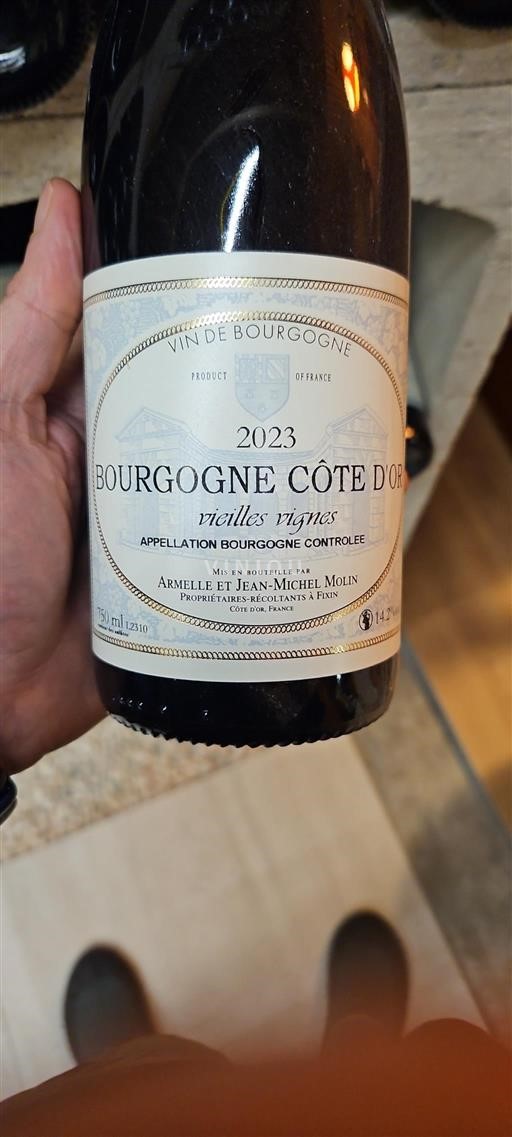 VIN DE BOURGOGNE
PRODUCT OF FRANCE
2023
BOURGOGNE CÔTE D'OR
vieilles vignes
APPELLATION BOURGOGNE CONTROLEE
VINIOU
MIS EN BOUTEILLE PAR
ARMELLE ET JEAN-MICHEL MOLIN
PROPRIÉTAIRES-RÉCOLTANTS À FIXIN
CÔTE D'OR, FRANCE
750 ml L2310
14.2%